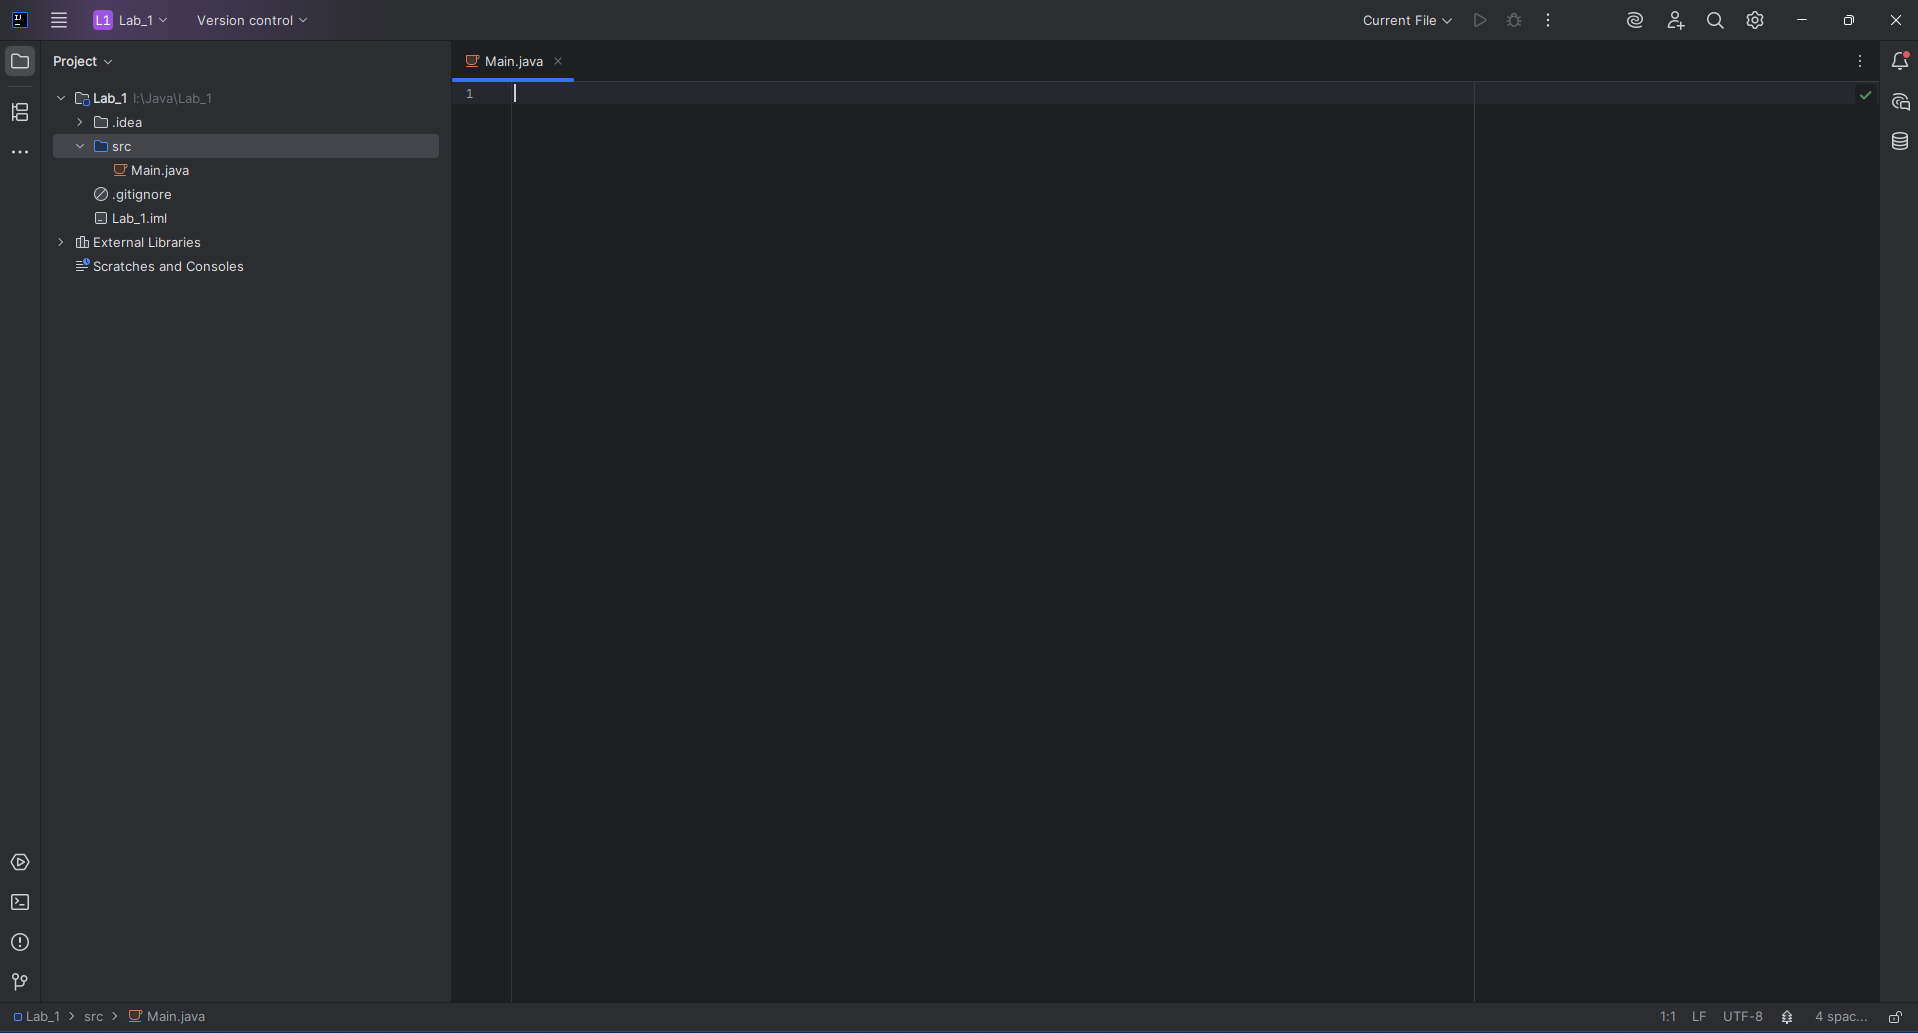 L1 Lab_1 Version control Current File
Project
Main.java
Lab_1 I:\Java\Lab_1
1
.idea
src
Main.java
.gitignore
Lab_1.iml
External Libraries
Scratches and Consoles
Lab_1 > src > Main.java 1:1 LF UTF-8 4 spac...